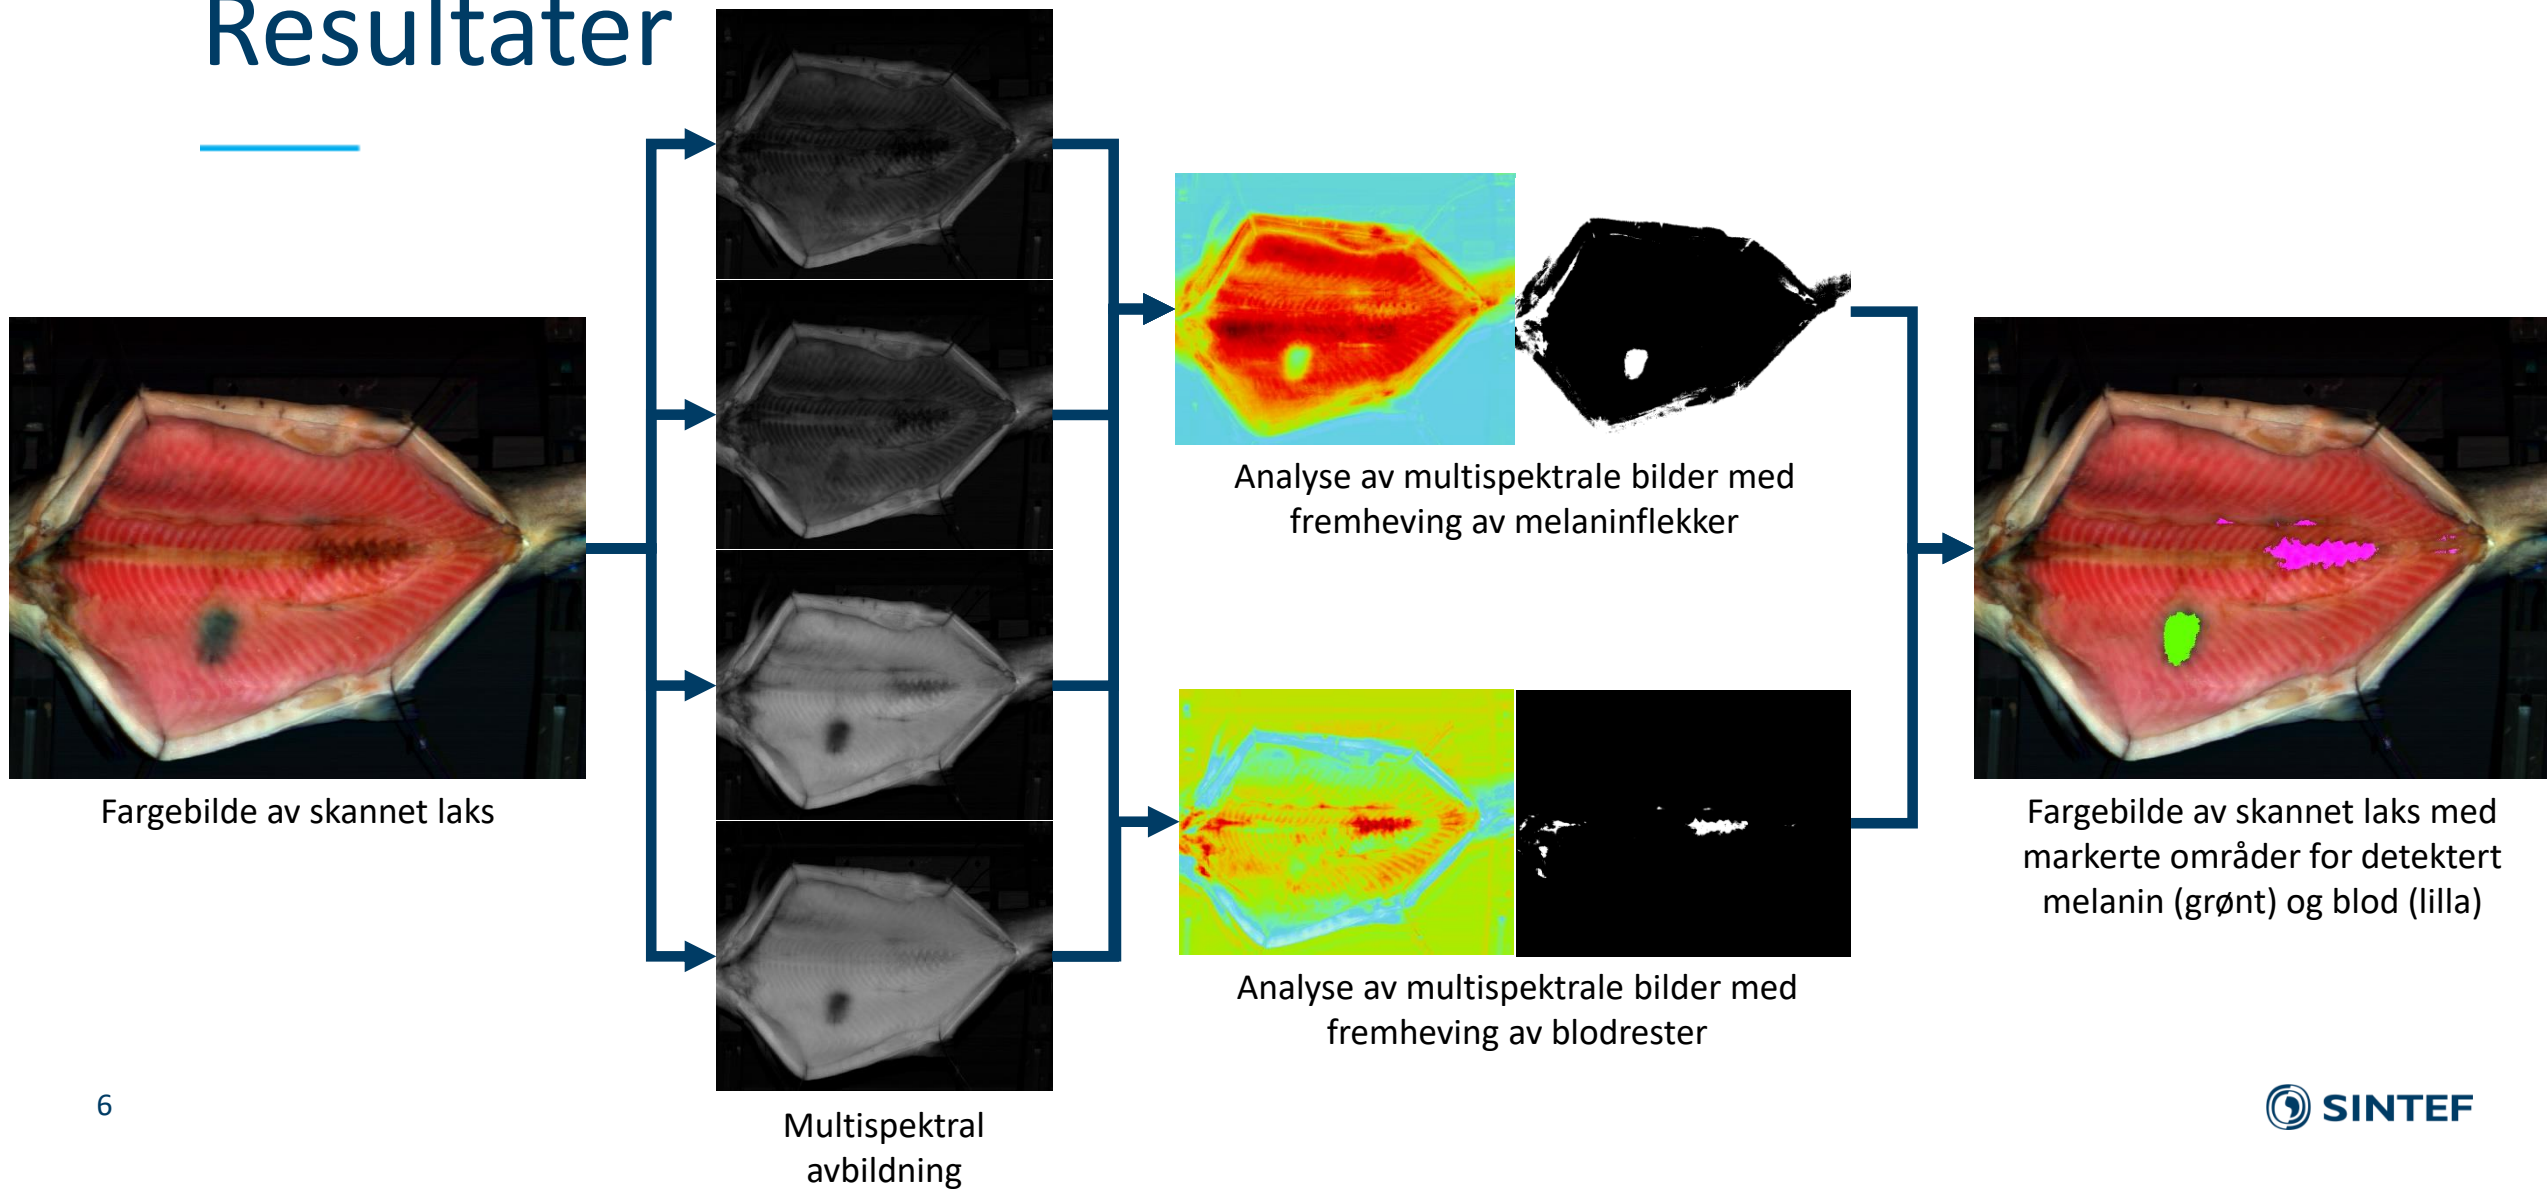 Resultater
Fargebilde av skannet laks
Multispektral
avbildning
Analyse av multispektrale bilder med
fremheving av melaninflekker
Analyse av multispektrale bilder med
fremheving av blodrester
Fargebilde av skannet laks med
markerte områder for detektert
melanin (grønt) og blod (lilla)
6
SINTEF